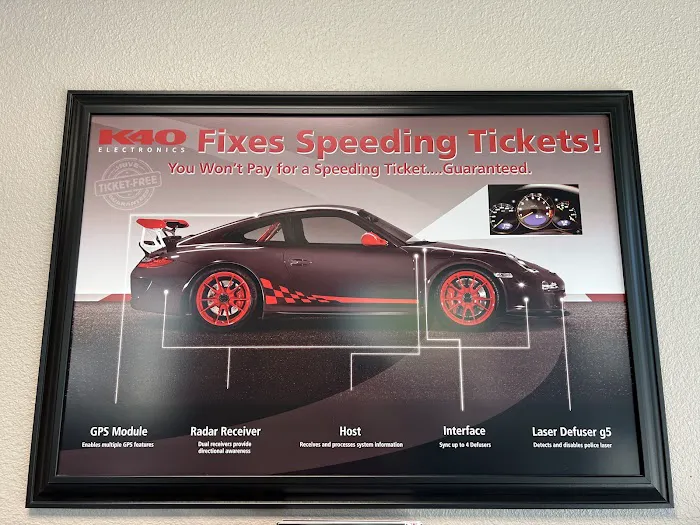 K40
ELECTRONICS
Fixes Speeding Tickets!
You Won't Pay for a Speeding Ticket....Guaranteed.
TICKET-FREE
GPS Module
Enables multiple GPS features
Radar Receiver
Dual receivers provide
directional awareness
Host
Receives and processes system information
Interface
Sync up to 4 Defusers
Laser Defuser g5
Detects and disables police laser